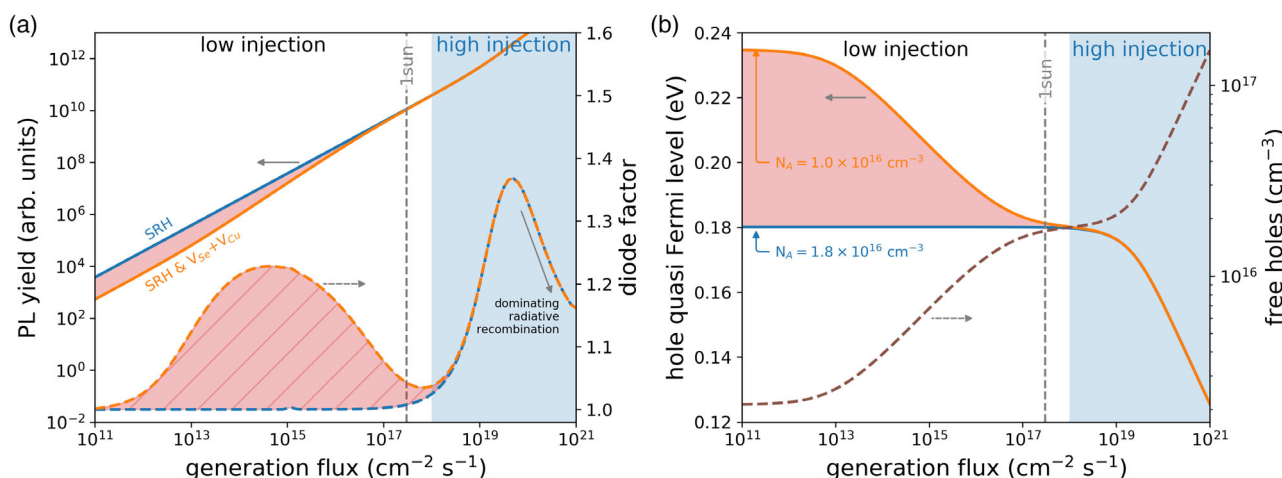 (a)
low injection
high injection
1sun
SRH
SRH & V_Se+V_Cu
dominating
radiative
recombination
PL yield (arb. units)
10^12
10^10
10^8
10^6
10^4
10^2
10^0
10^-2
diode factor
1.6
1.5
1.4
1.3
1.2
1.1
1.0
10^11 10^13 10^15 10^17 10^19 10^21
generation flux (cm^-2 s^-1)
(b)
low injection
high injection
1sun
N_A = 1.0 × 10^16 cm^-3
N_A = 1.8 × 10^16 cm^-3
hole quasi Fermi level (eV)
0.24
0.22
0.20
0.18
0.16
0.14
0.12
free holes (cm^-3)
10^17
10^16
10^11 10^13 10^15 10^17 10^19 10^21
generation flux (cm^-2 s^-1)